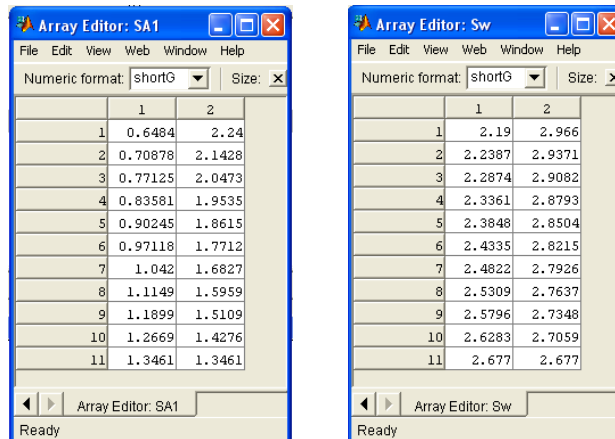 Array Editor: SA1
File Edit View Web Window Help
Numeric format: shortG Size:
1 2
1 0.6484 2.24
2 0.70878 2.1428
3 0.77125 2.0473
4 0.83581 1.9535
5 0.90245 1.8615
6 0.97118 1.7712
7 1.042 1.6827
8 1.1149 1.5959
9 1.1899 1.5109
10 1.2669 1.4276
11 1.3461 1.3461
Array Editor: SA1
Ready
Array Editor: Sw
File Edit View Web Window Help
Numeric format: shortG Size:
1 2
1 2.19 2.966
2 2.2387 2.9371
3 2.2874 2.9082
4 2.3361 2.8793
5 2.3848 2.8504
6 2.4335 2.8215
7 2.4822 2.7926
8 2.5309 2.7637
9 2.5796 2.7348
10 2.6283 2.7059
11 2.677 2.677
Array Editor: Sw
Ready